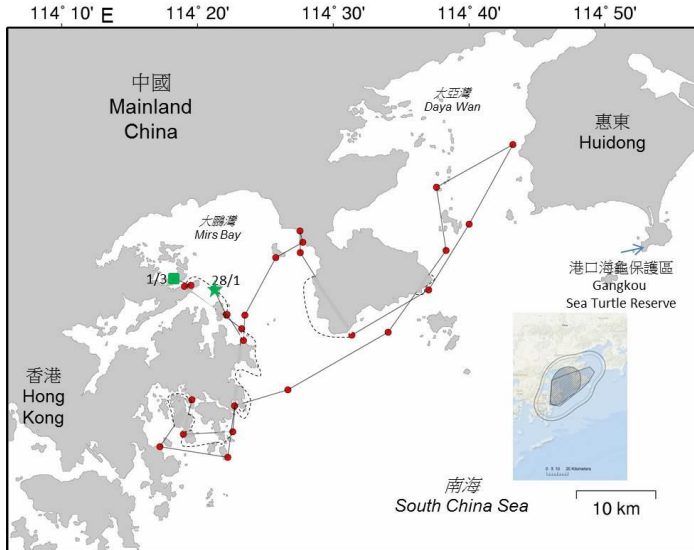 114° 10' E
114° 20'
114° 30'
114° 40'
114° 50'
中國
Mainland
China
大亞灣
Daya Wan
惠東
Huidong
大鵬灣
Mirs Bay
1/3
28/1
港口海龜保護區
Gangkou
Sea Turtle Reserve
香港
Hong
Kong
南海
South China Sea
10 km